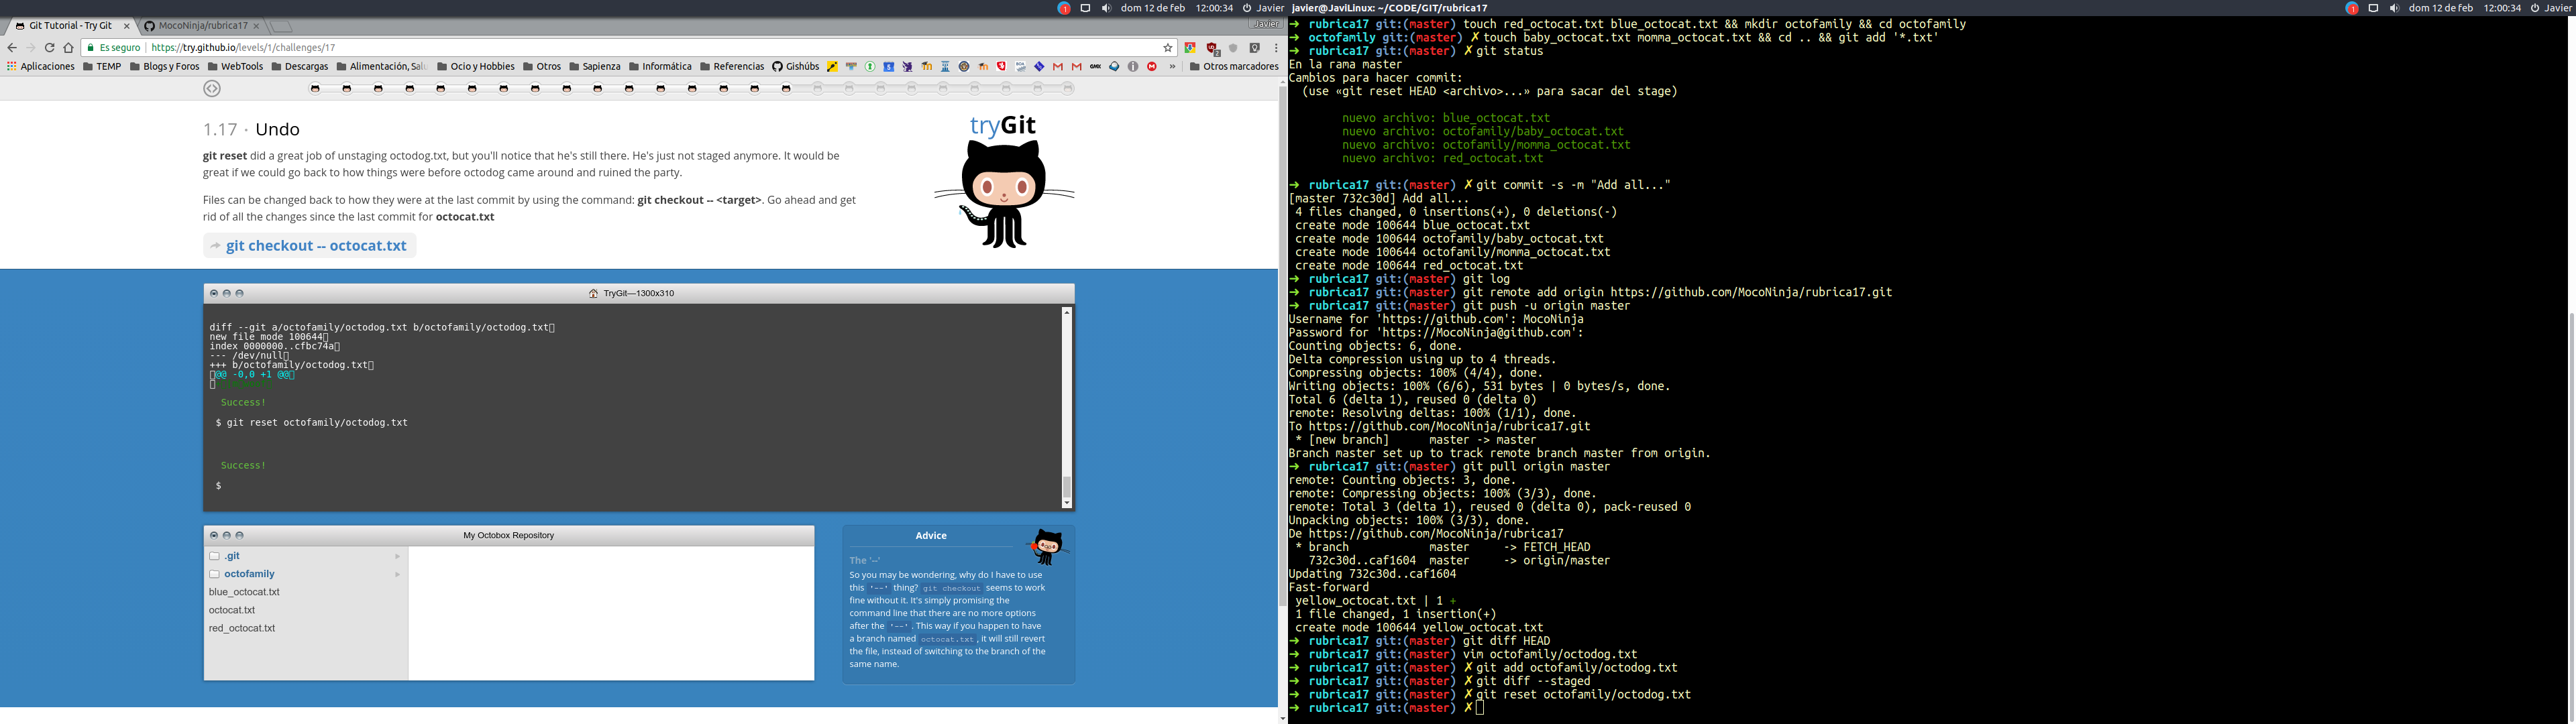 dom 12 de feb 12:00:34 Javier
Git Tutorial - Try Git
MocoNinja/rubrica17
Javier
Es seguro https://try.github.io/levels/1/challenges/17
Aplicaciones TEMP Blogs y Foros WebTools Descargas Alimentación, Salu Ocio y Hobbies Otros Sapienza Informática Referencias Gishúbs » Otros marcadores
1.17 · Undo
tryGit
git reset did a great job of unstaging octodog.txt, but you'll notice that he's still there. He's just not staged anymore. It would be
great if we could go back to how things were before octodog came around and ruined the party.
Files can be changed back to how they were at the last commit by using the command: git checkout -- <target>. Go ahead and get
rid of all the changes since the last commit for octocat.txt
git checkout -- octocat.txt
TryGit—1300x310
diff --git a/octofamily/octodog.txt b/octofamily/octodog.txt
new file mode 100644
index 0000000..cfbc74a
--- /dev/null
+++ b/octofamily/octodog.txt
@@ -0,0 +1 @@
Success!
$ git reset octofamily/octodog.txt
Success!
$
My Octobox Repository
.git
octofamily
blue_octocat.txt
octocat.txt
red_octocat.txt
Advice
The '--'
So you may be wondering, why do I have to use
this '--' thing? git checkout seems to work
fine without it. It's simply promising the
command line that there are no more options
after the '--'. This way if you happen to have
a branch named octocat.txt, it will still revert
the file, instead of switching to the branch of the
same name.
javier@JaviLinux: ~/CODE/GIT/rubrica17
dom 12 de feb 12:00:34 Javier
➜ rubrica17 git:(master) touch red_octocat.txt blue_octocat.txt && mkdir octofamily && cd octofamily
➜ octofamily git:(master) ✗ touch baby_octocat.txt momma_octocat.txt && cd .. && git add '*.txt'
➜ rubrica17 git:(master) ✗ git status
En la rama master
Cambios para hacer commit:
(use «git reset HEAD <archivo>...» para sacar del stage)
nuevo archivo: blue_octocat.txt
nuevo archivo: octofamily/baby_octocat.txt
nuevo archivo: octofamily/momma_octocat.txt
nuevo archivo: red_octocat.txt
➜ rubrica17 git:(master) ✗ git commit -s -m "Add all..."
[master 732c30d] Add all...
4 files changed, 0 insertions(+), 0 deletions(-)
create mode 100644 blue_octocat.txt
create mode 100644 octofamily/baby_octocat.txt
create mode 100644 octofamily/momma_octocat.txt
create mode 100644 red_octocat.txt
➜ rubrica17 git:(master) git log
➜ rubrica17 git:(master) git remote add origin https://github.com/MocoNinja/rubrica17.git
➜ rubrica17 git:(master) git push -u origin master
Username for 'https://github.com': MocoNinja
Password for 'https://MocoNinja@github.com':
Counting objects: 6, done.
Delta compression using up to 4 threads.
Compressing objects: 100% (4/4), done.
Writing objects: 100% (6/6), 531 bytes | 0 bytes/s, done.
Total 6 (delta 1), reused 0 (delta 0)
remote: Resolving deltas: 100% (1/1), done.
To https://github.com/MocoNinja/rubrica17.git
* [new branch] master -> master
Branch master set up to track remote branch master from origin.
➜ rubrica17 git:(master) git pull origin master
remote: Counting objects: 3, done.
remote: Compressing objects: 100% (3/3), done.
remote: Total 3 (delta 1), reused 0 (delta 0), pack-reused 0
Unpacking objects: 100% (3/3), done.
De https://github.com/MocoNinja/rubrica17
* branch master -> FETCH_HEAD
732c30d..caf1604 master -> origin/master
Updating 732c30d..caf1604
Fast-forward
yellow_octocat.txt | 1 +
1 file changed, 1 insertion(+)
create mode 100644 yellow_octocat.txt
➜ rubrica17 git:(master) git diff HEAD
➜ rubrica17 git:(master) vim octofamily/octodog.txt
➜ rubrica17 git:(master) ✗ git add octofamily/octodog.txt
➜ rubrica17 git:(master) ✗ git diff --staged
➜ rubrica17 git:(master) ✗ git reset octofamily/octodog.txt
➜ rubrica17 git:(master) ✗